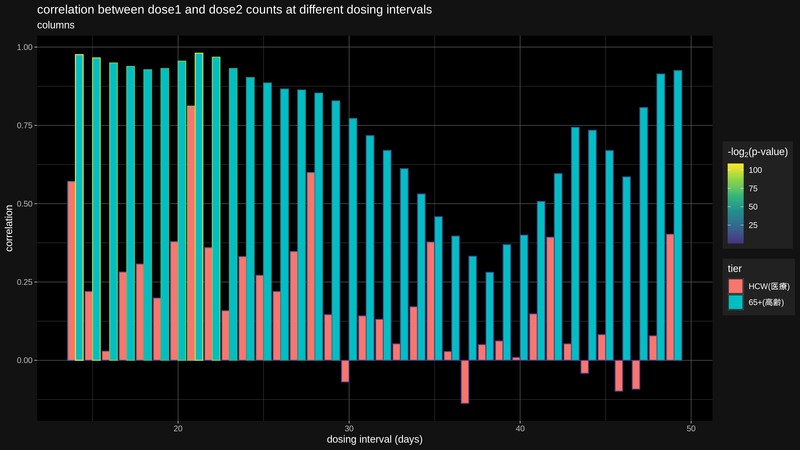 correlation between dose1 and dose2 counts at different dosing intervals
columns
1.00
0.75
0.50
0.25
0.00
correlation
20
30
40
50
dosing interval (days)
-log₂(p-value)
100
75
50
25
tier
HCW(医療)
65+(高齢)